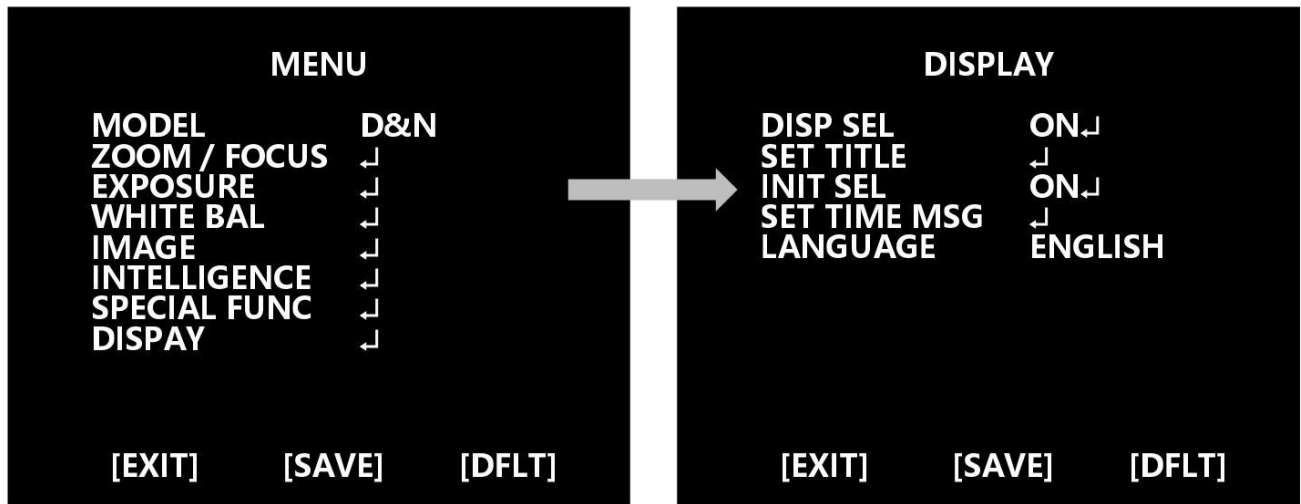 MENU
MODEL D&N
ZOOM / FOCUS ↵
EXPOSURE ↵
WHITE BAL ↵
IMAGE ↵
INTELLIGENCE ↵
SPECIAL FUNC ↵
DISPAY ↵
[EXIT] [SAVE] [DFLT]
DISPLAY
DISP SEL ON↵
SET TITLE ↵
INIT SEL ON↵
SET TIME MSG ↵
LANGUAGE ENGLISH
[EXIT] [SAVE] [DFLT]